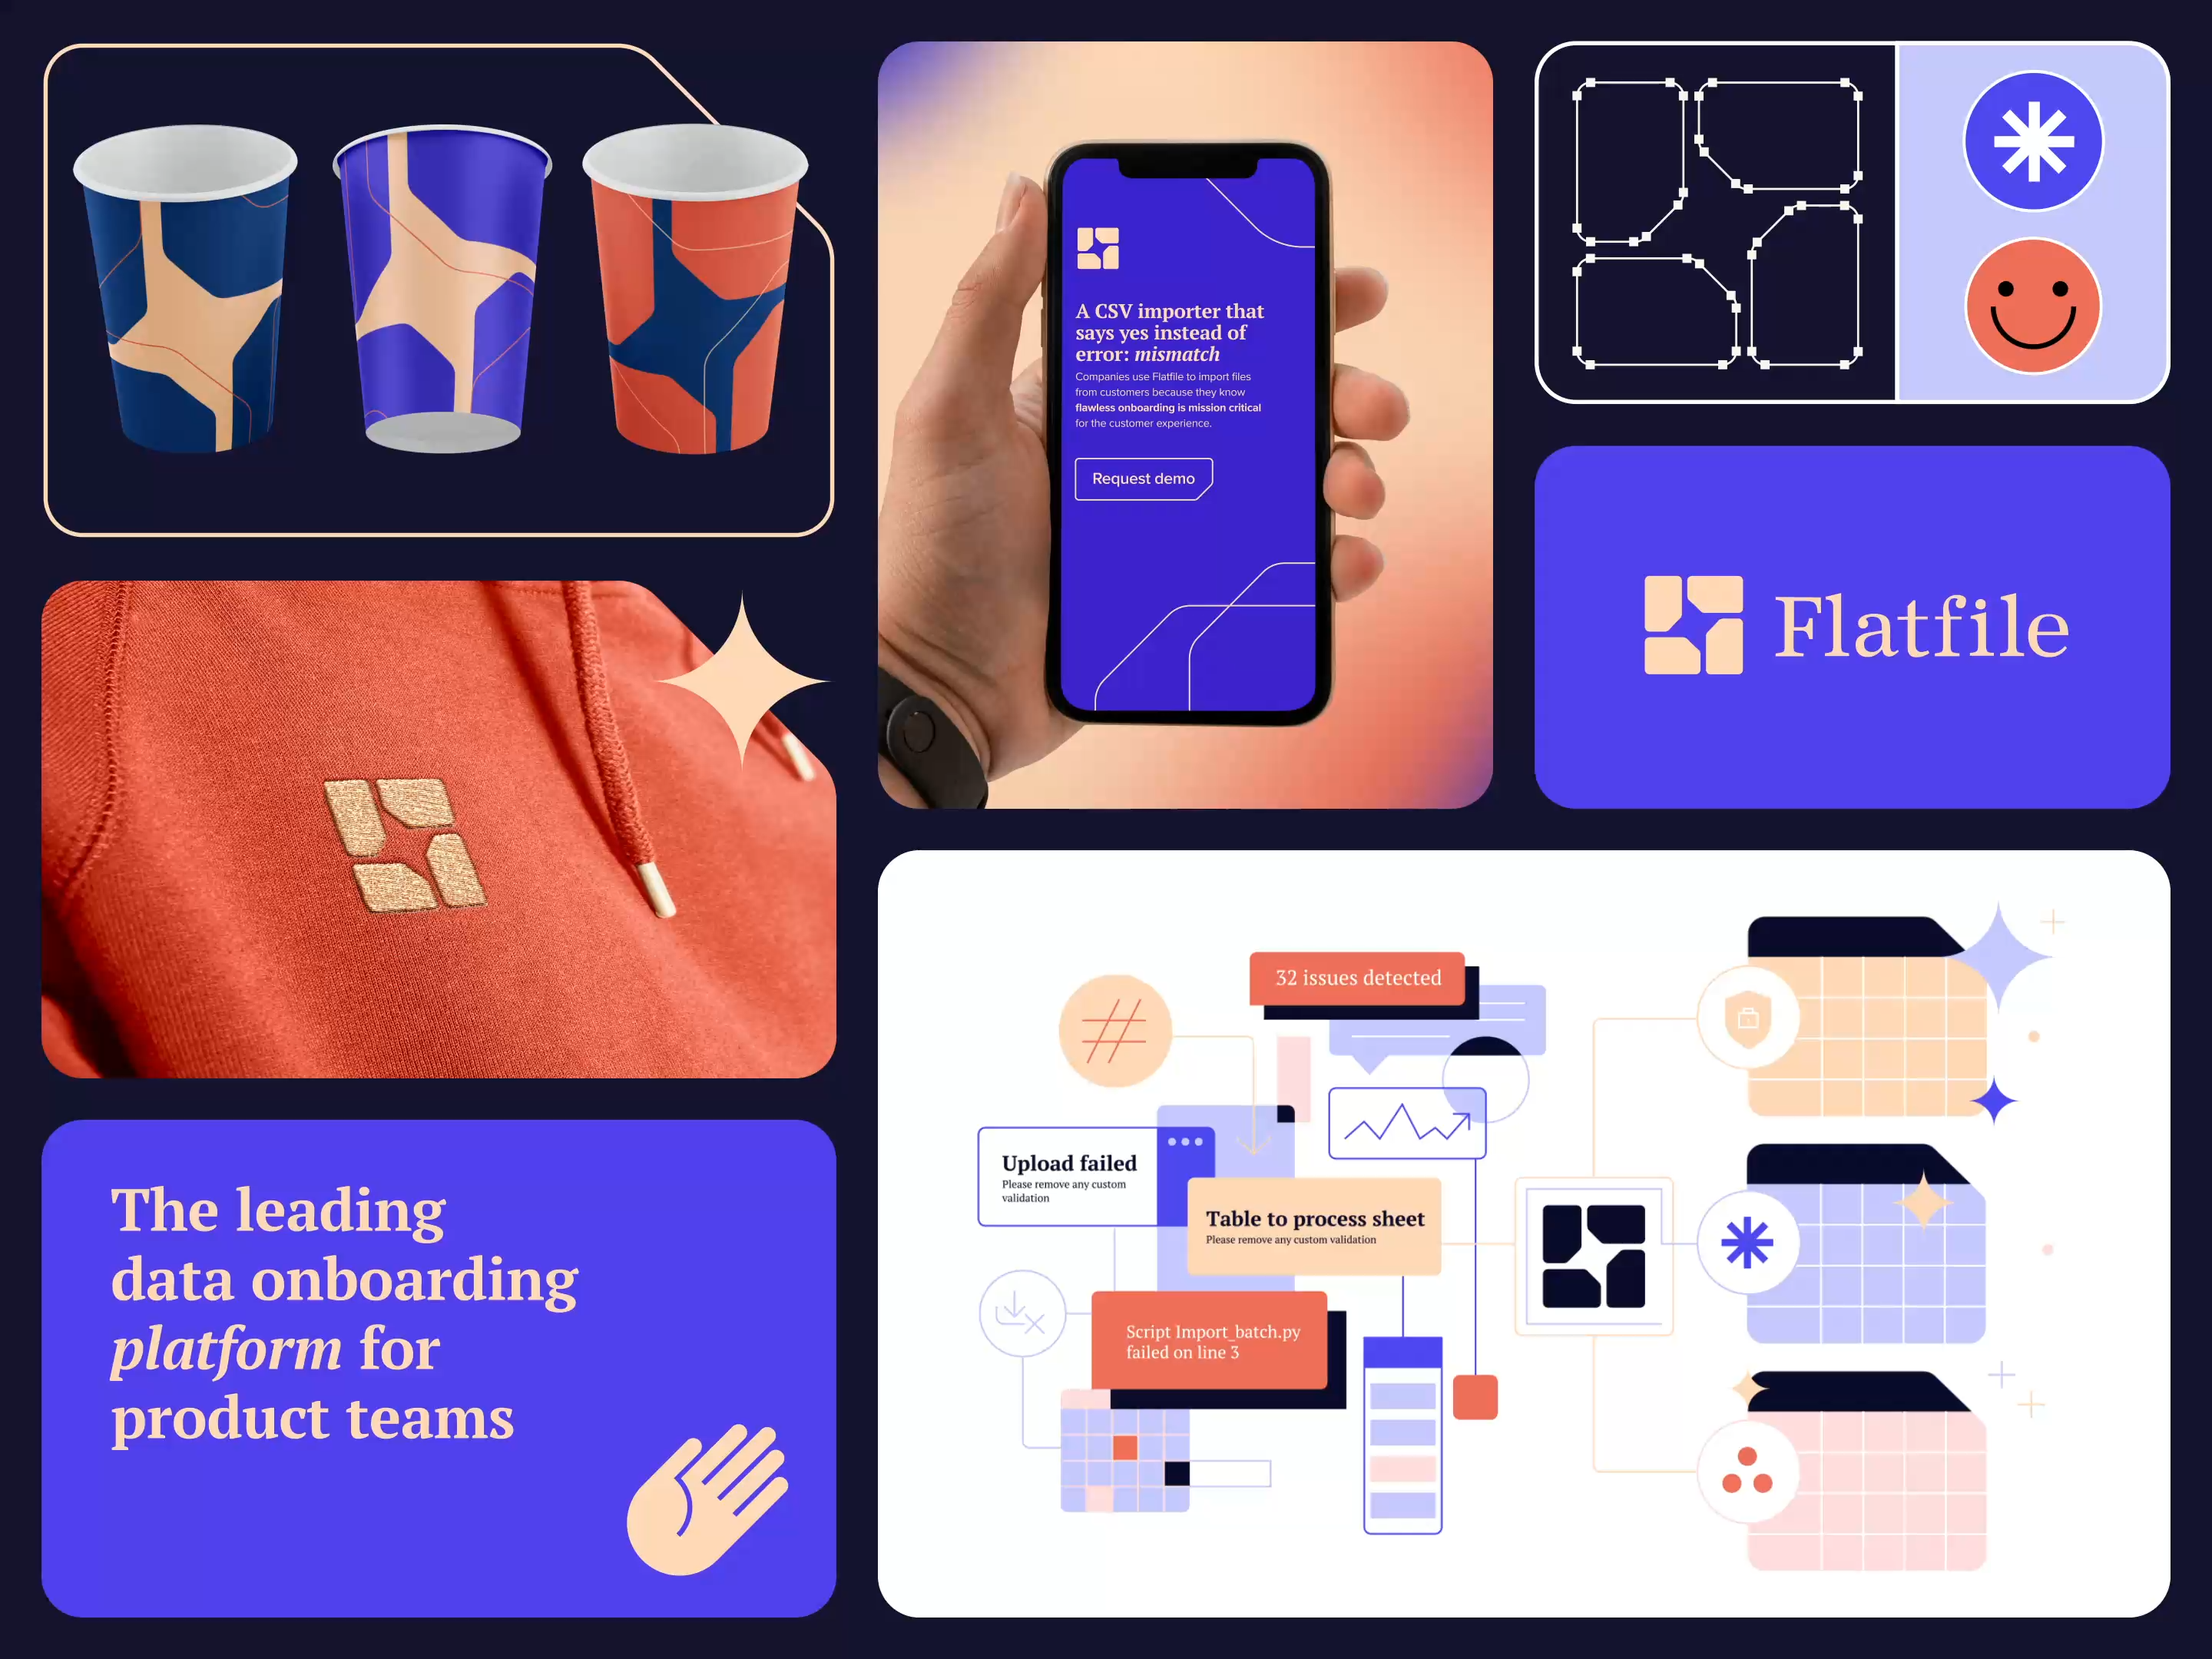 A CSV importer that
says yes instead of
error: mismatch
Companies use Flatfile to import files
from customers because they know
flawless onboarding is mission critical
for the customer experience.
Request demo
Flatfile
The leading
data onboarding
platform for
product teams
32 issues detected
Upload failed
Please remove any custom
validation
Table to process sheet
Please remove any custom validation
Script Import_batch.py
failed on line 3